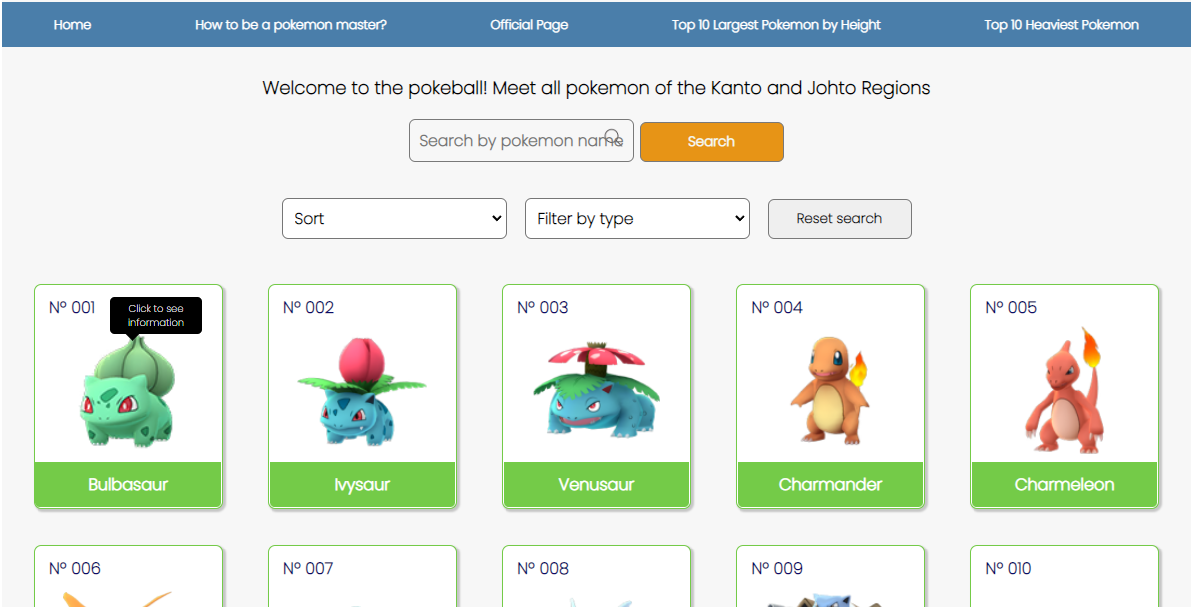 Home How to be a pokemon master? Official Page Top 10 Largest Pokemon by Height Top 10 Heaviest Pokemon
Welcome to the pokeball! Meet all pokemon of the Kanto and Johto Regions
Search by pokemon name Search
Sort Filter by type Reset search
Nº 001 Nº 002 Nº 003 Nº 004 Nº 005
Click to see
information
Bulbasaur Ivysaur Venusaur Charmander Charmeleon
Nº 006 Nº 007 Nº 008 Nº 009 Nº 010